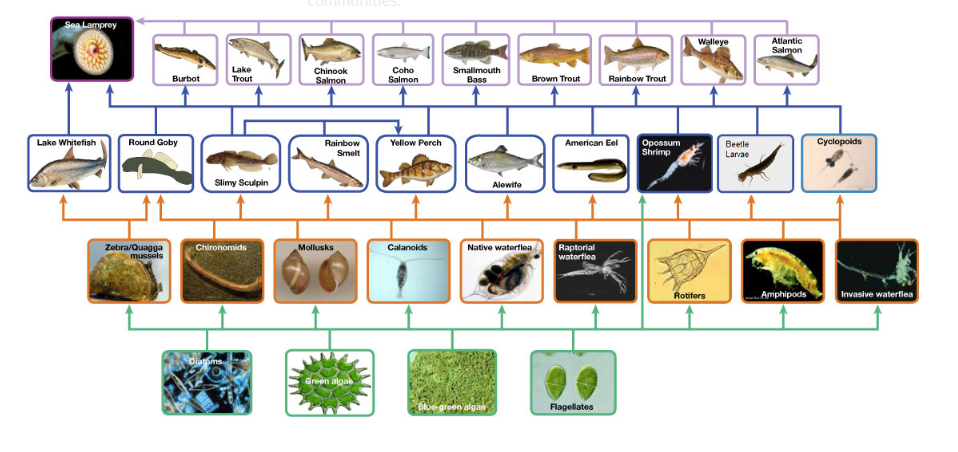 communities.
Sea Lamprey
Burbot
Lake
Trout
Chinook
Salmon
Coho
Salmon
Smallmouth
Bass
Brown Trout
Rainbow Trout
Walleye
Atlantic
Salmon
Lake Whitefish
Round Goby
Slimy Sculpin
Rainbow
Smelt
Yellow Perch
Alewife
American Eel
Opossum
Shrimp
Beetle
Larvae
Cyclopoids
Zebra/Quagga
mussels
Chironomids
Mollusks
Calanoids
Native waterflea
Raptorial
waterflea
Rotifers
Amphipods
Invasive waterflea
Diatoms
Green algae
Blue-green algae
Flagellates